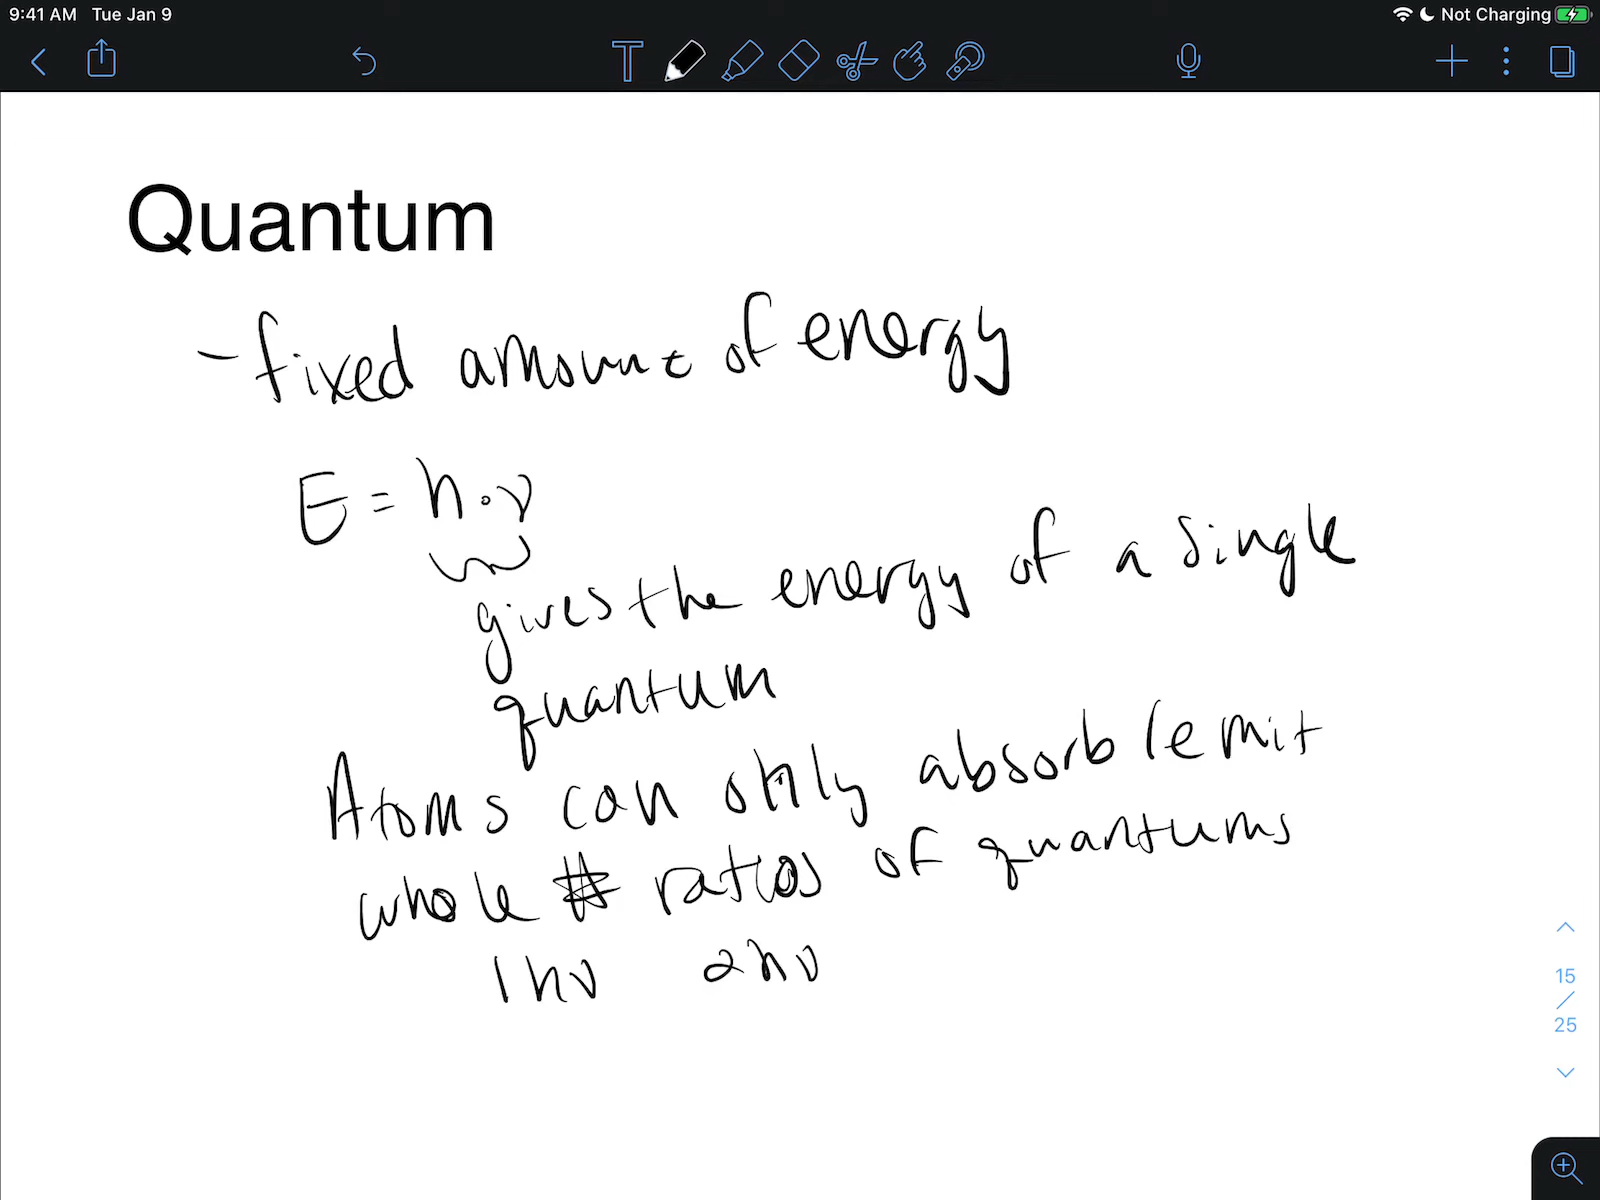 9:41 AM Tue Jan 9
Not Charging
T
Quantum
- fixed amount of energy
E = h · ν
gives the energy of a single
quantum
Atoms can only absorb/emit
whole # ratios of quantums
1hν 2hν
15
/
25